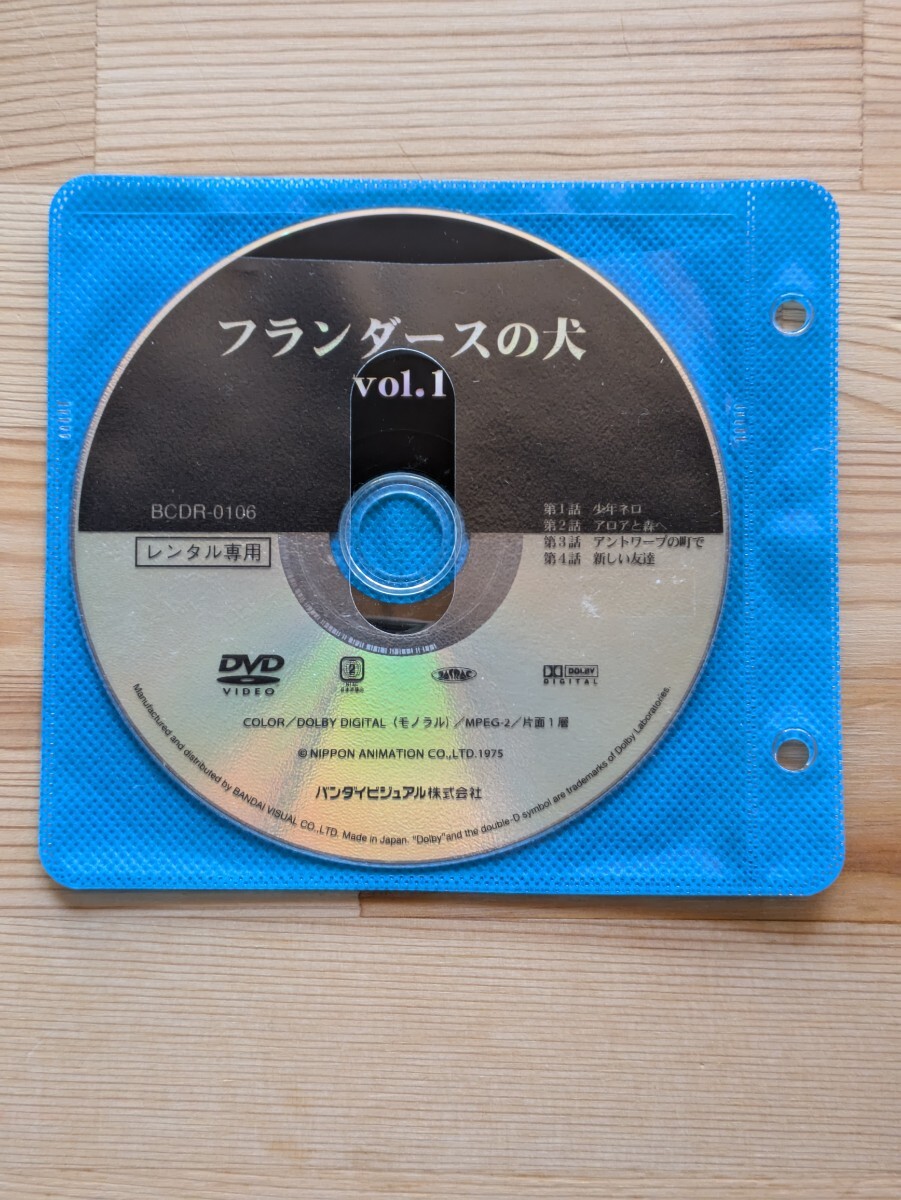 フランダースの犬
vol.1
BCDR-0106
レンタル専用
第1話 少年ネロ
第2話 アロアと森へ
第3話 アントワープの町で
第4話 新しい友達
DVD
VIDEO
2
DOLBY
DIGITAL
COLOR／DOLBY DIGITAL（モノラル）／MPEG-2／片面1層
©NIPPON ANIMATION CO.,LTD.1975
バンダイビジュアル株式会社
Manufactured and distributed by BANDAI VISUAL CO.,LTD. Made in Japan. "Dolby"and the double-D symbol are trademarks of Dolby Laboratories.